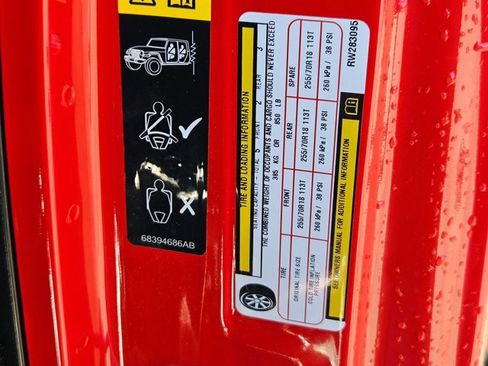 68394686AB
TIRE AND LOADING INFORMATION
SEATING CAPACITY - TOTAL 5 FRONT 2 REAR 3
THE COMBINED WEIGHT OF OCCUPANTS AND CARGO SHOULD NEVER EXCEED
385 KG OR 850 LB
TIRE FRONT REAR SPARE
ORIGINAL TIRE SIZE 255/70R18 113T 255/70R18 113T 255/70R18 113T
COLD TIRE INFLATION PRESSURE 260 kPa / 38 PSI 260 kPa / 38 PSI 260 kPa / 38 PSI
SEE OWNERS MANUAL FOR ADDITIONAL INFORMATION
RW283095